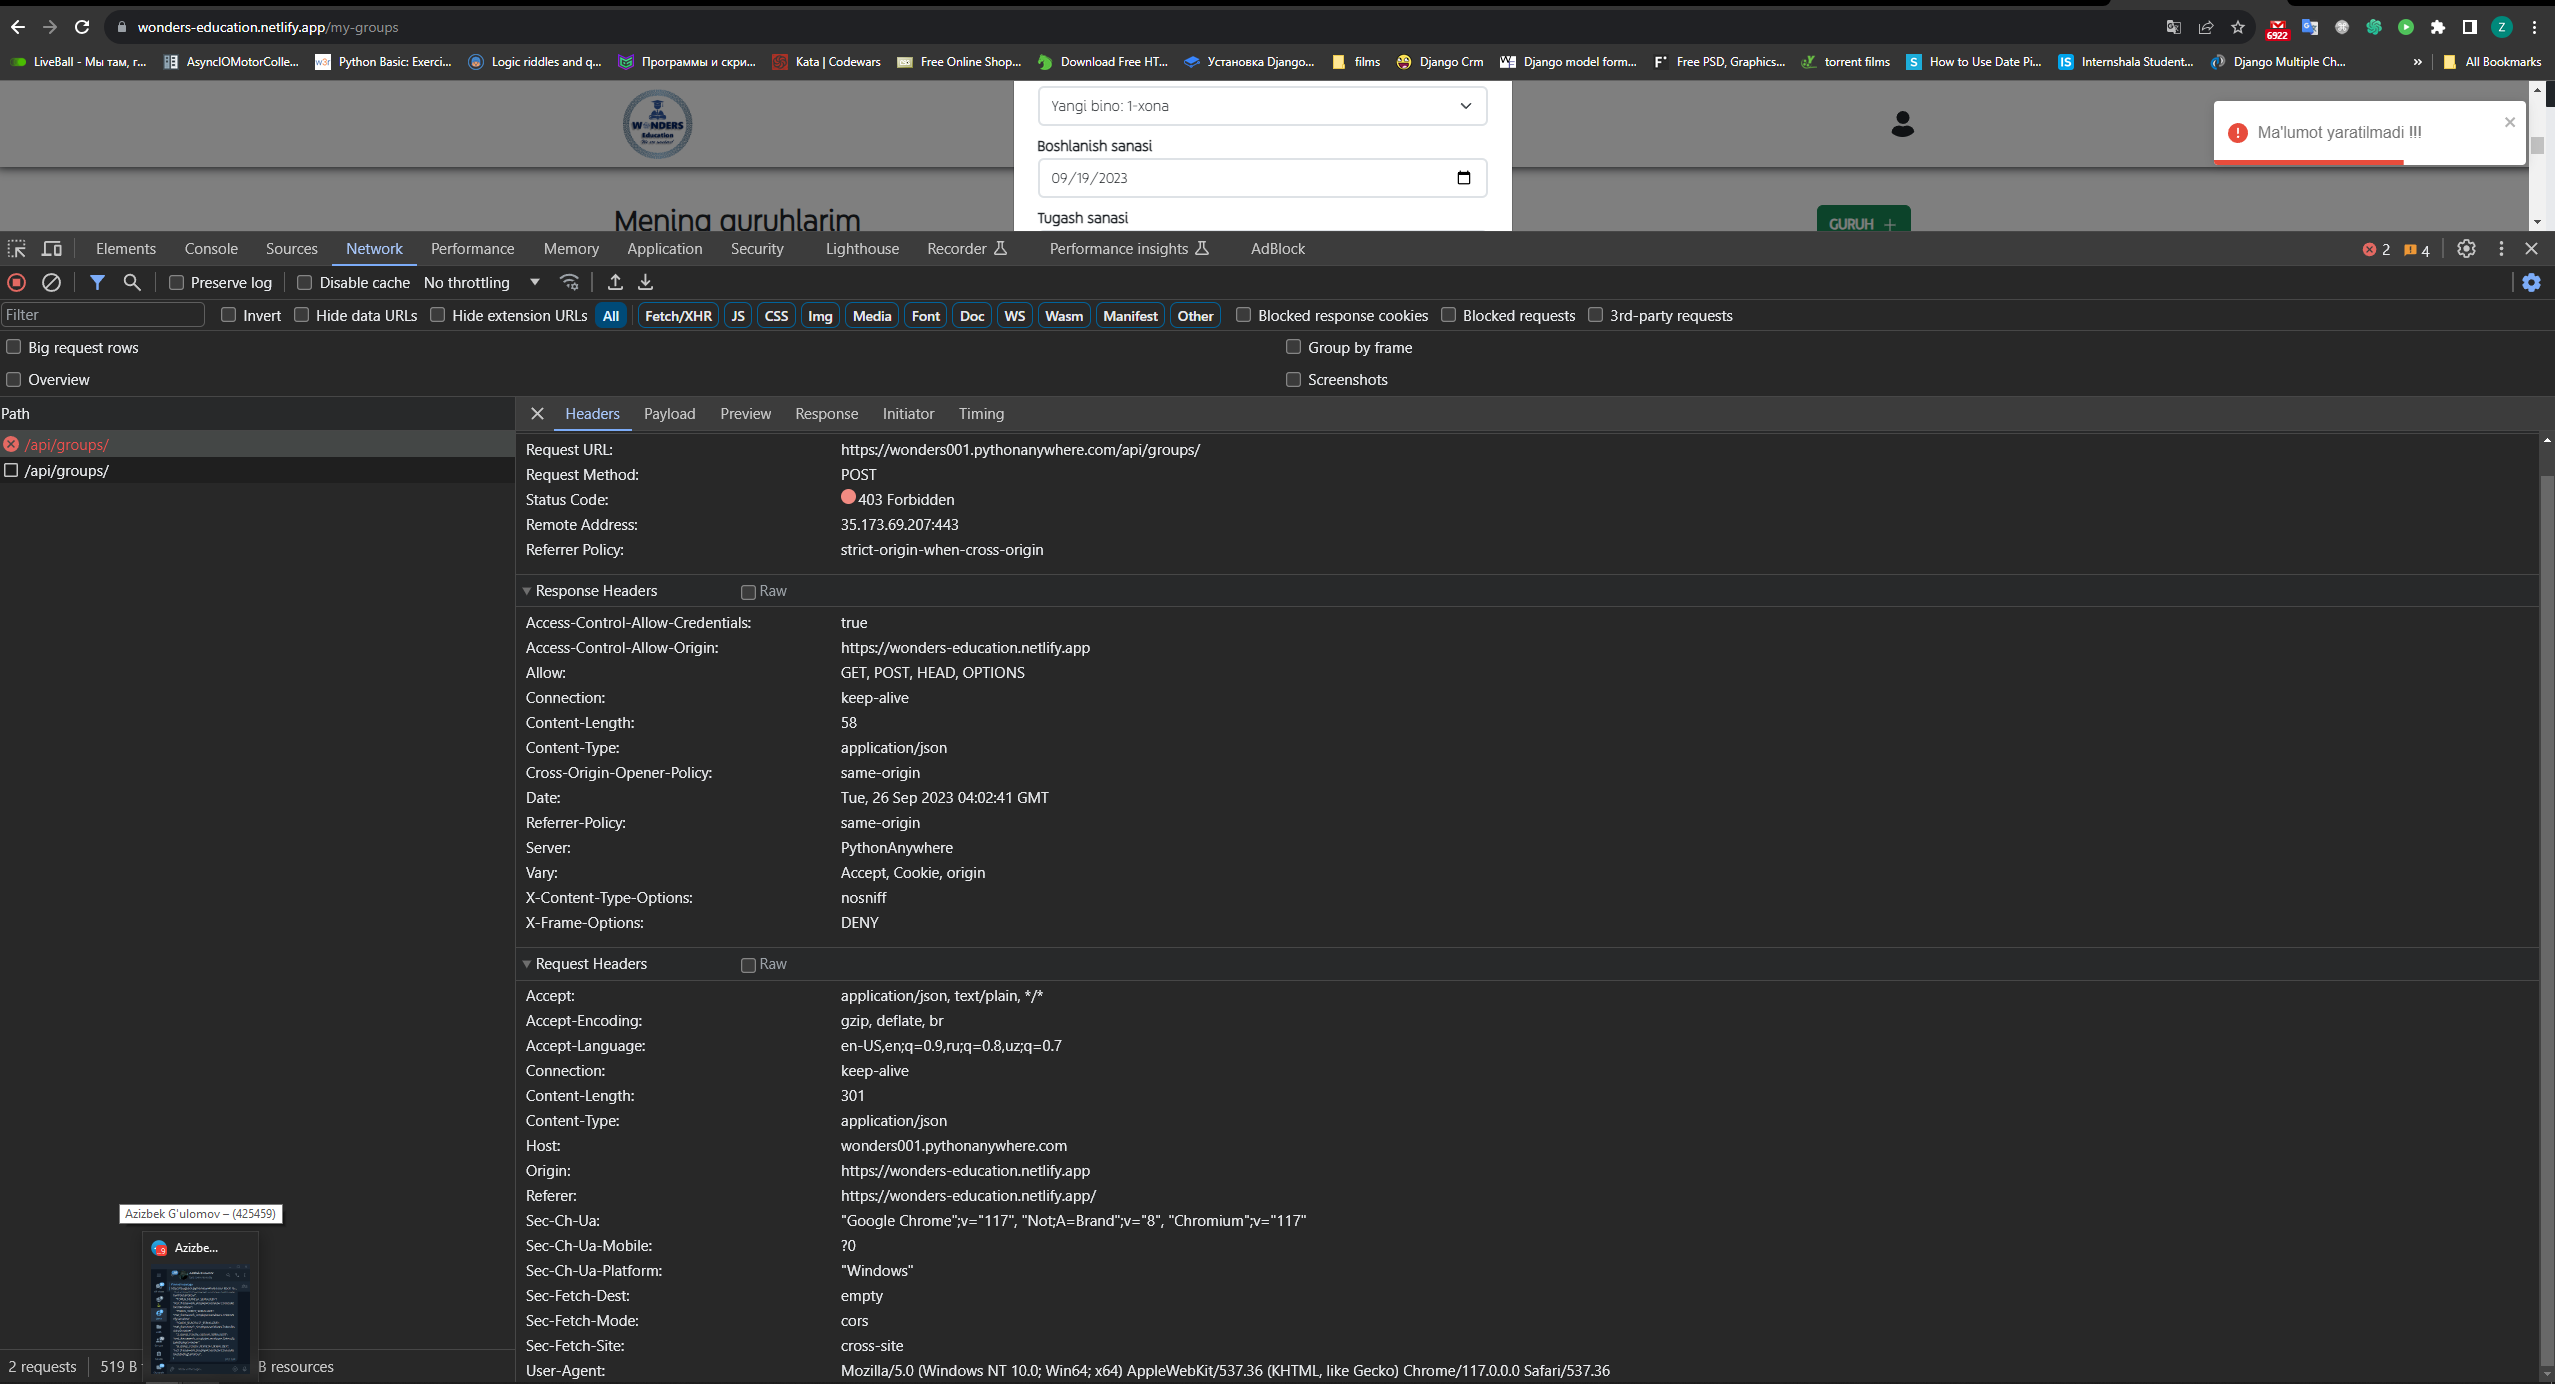 wonders-education.netlify.app/my-groups
6922
Z
LiveBall - Мы там, г...
AsyncIOMotorColle...
w3r Python Basic: Exerci...
Logic riddles and q...
Программы и скри...
Kata | Codewars
Free Online Shop...
Download Free HT...
Установка Django...
films
Django Crm
Django model form...
Free PSD, Graphics...
torrent films
S How to Use Date Pi...
IS Internshala Student...
Django Multiple Ch...
»
All Bookmarks
WONDERS
Education
Yangi bino: 1-xona
Boshlanish sanasi
09/19/2023
Tugash sanasi
Ma'lumot yaratilmadi !!!
Mening guruhlarim
GURUH +
Elements Console Sources Network Performance Memory Application Security Lighthouse Recorder Performance insights AdBlock
2 4
Preserve log Disable cache No throttling
Filter Invert Hide data URLs Hide extension URLs All Fetch/XHR JS CSS Img Media Font Doc WS Wasm Manifest Other Blocked response cookies Blocked requests 3rd-party requests
Big request rows Group by frame
Overview Screenshots
Path
/api/groups/
/api/groups/
Headers Payload Preview Response Initiator Timing
Request URL: https://wonders001.pythonanywhere.com/api/groups/
Request Method: POST
Status Code: 403 Forbidden
Remote Address: 35.173.69.207:443
Referrer Policy: strict-origin-when-cross-origin
Response Headers Raw
Access-Control-Allow-Credentials: true
Access-Control-Allow-Origin: https://wonders-education.netlify.app
Allow: GET, POST, HEAD, OPTIONS
Connection: keep-alive
Content-Length: 58
Content-Type: application/json
Cross-Origin-Opener-Policy: same-origin
Date: Tue, 26 Sep 2023 04:02:41 GMT
Referrer-Policy: same-origin
Server: PythonAnywhere
Vary: Accept, Cookie, origin
X-Content-Type-Options: nosniff
X-Frame-Options: DENY
Request Headers Raw
Accept: application/json, text/plain, */*
Accept-Encoding: gzip, deflate, br
Accept-Language: en-US,en;q=0.9,ru;q=0.8,uz;q=0.7
Connection: keep-alive
Content-Length: 301
Content-Type: application/json
Host: wonders001.pythonanywhere.com
Origin: https://wonders-education.netlify.app
Referer: https://wonders-education.netlify.app/
Sec-Ch-Ua: "Google Chrome";v="117", "Not;A=Brand";v="8", "Chromium";v="117"
Sec-Ch-Ua-Mobile: ?0
Sec-Ch-Ua-Platform: "Windows"
Sec-Fetch-Dest: empty
Sec-Fetch-Mode: cors
Sec-Fetch-Site: cross-site
User-Agent: Mozilla/5.0 (Windows NT 10.0; Win64; x64) AppleWebKit/537.36 (KHTML, like Gecko) Chrome/117.0.0.0 Safari/537.36
Azizbek G'ulomov – (425459)
Azizbe...
2 requests 519 B B resources